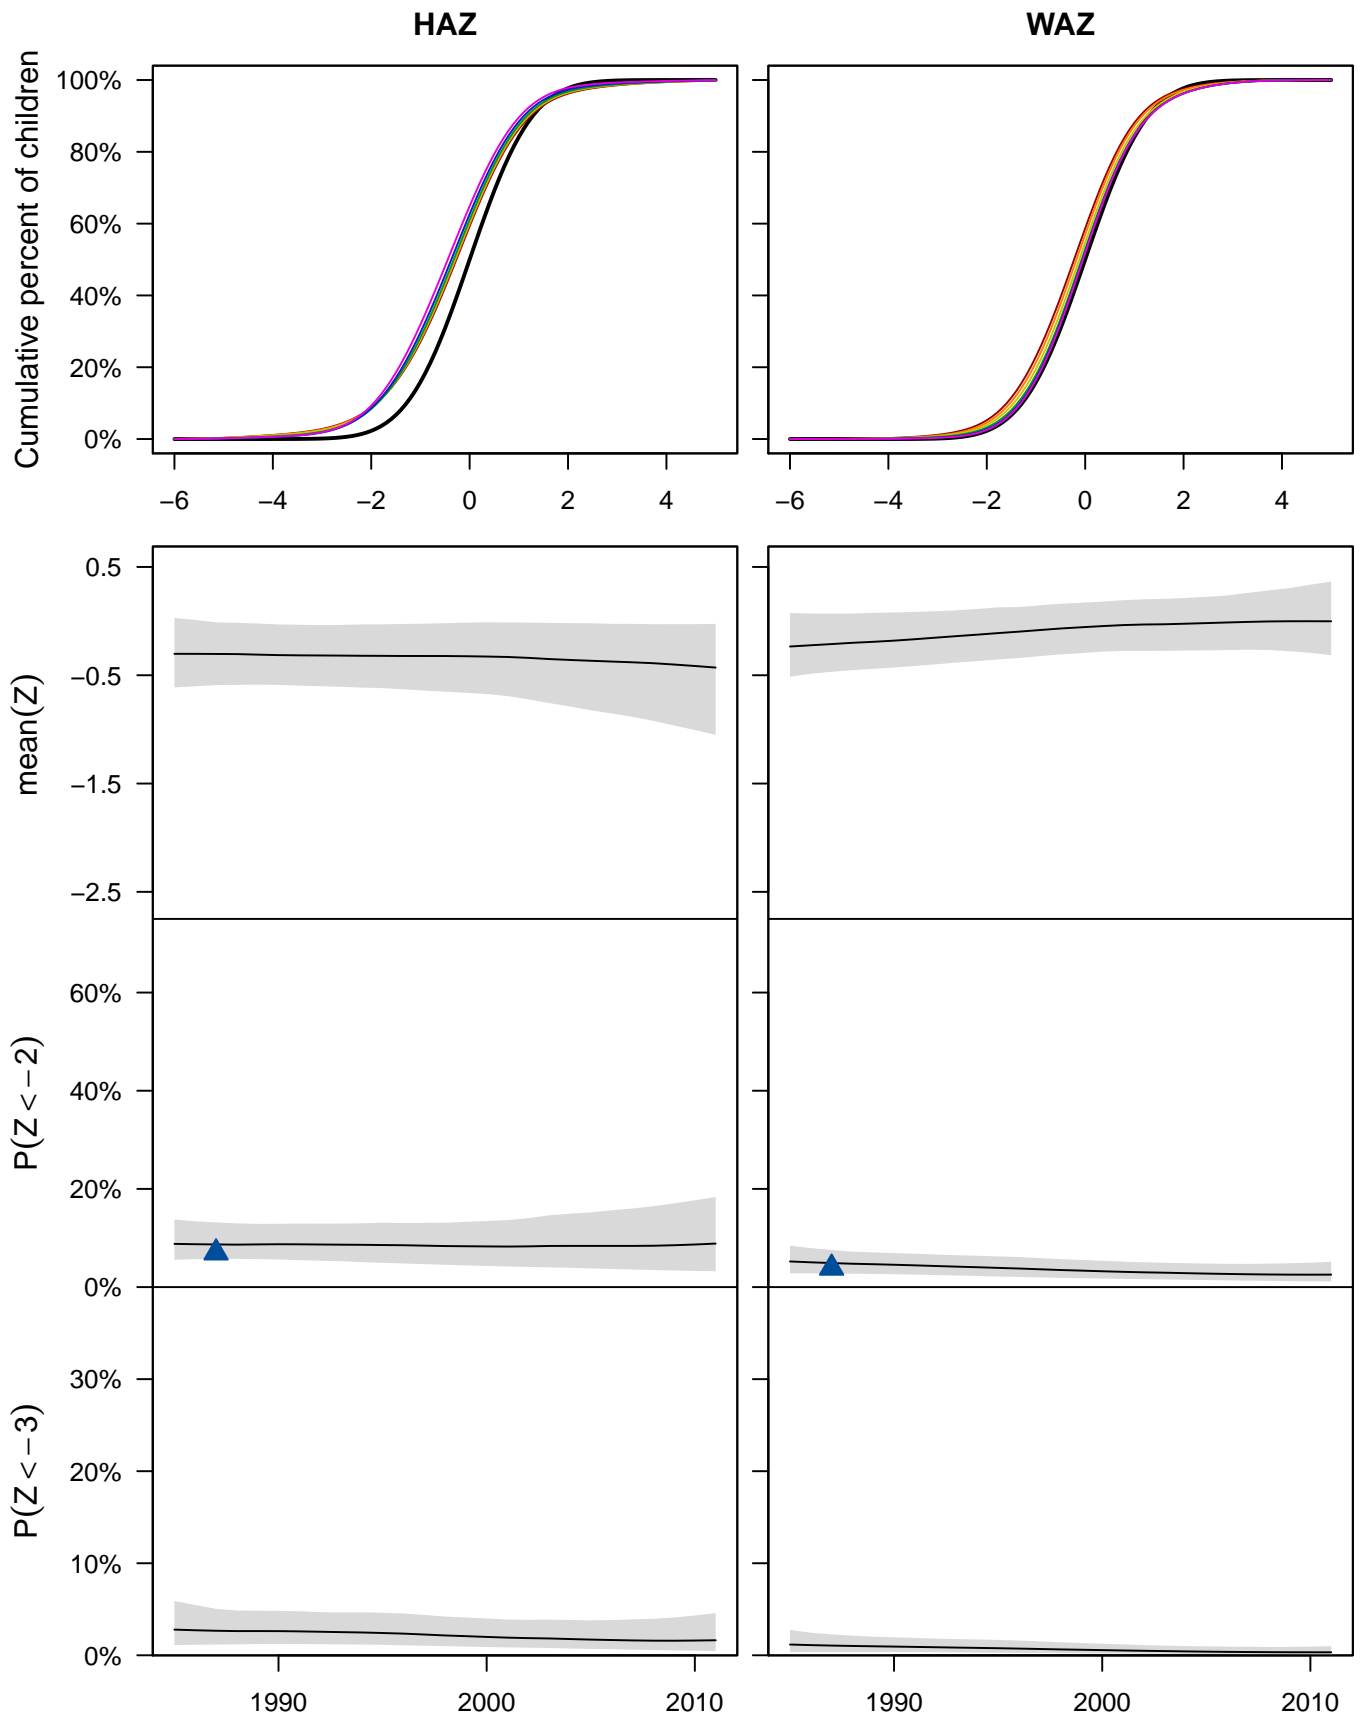 HAZ
WAZ
Cumulative percent of children
100%
80%
60%
40%
20%
0%
−6 −4 −2 0 2 4
−6 −4 −2 0 2 4
mean(Z)
0.5
−0.5
−1.5
−2.5
P(Z < −2)
60%
40%
20%
0%
P(Z < −3)
30%
20%
10%
0%
1990 2000 2010
1990 2000 2010